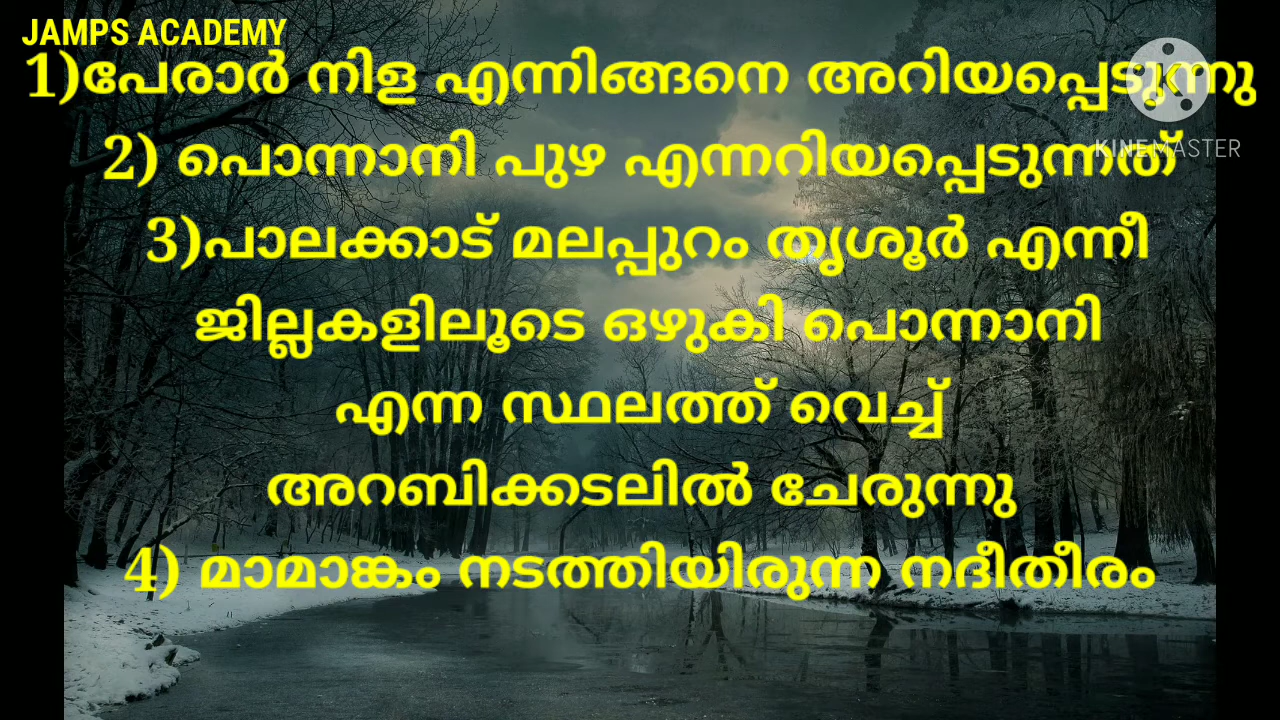 JAMPS ACADEMY
1)പേരാർ നിള എന്നിങ്ങനെ അറിയപ്പെടുന്നു
KINEMASTER
2) പൊന്നാനി പുഴ എന്നറിയപ്പെടുന്നത്
3)പാലക്കാട് മലപ്പുറം തൃശൂർ എന്നീ
ജില്ലകളിലൂടെ ഒഴുകി പൊന്നാനി
എന്ന സ്ഥലത്ത് വെച്ച്
അറബിക്കടലിൽ ചേരുന്നു
4) മാമാങ്കം നടത്തിയിരുന്ന നദീതീരം